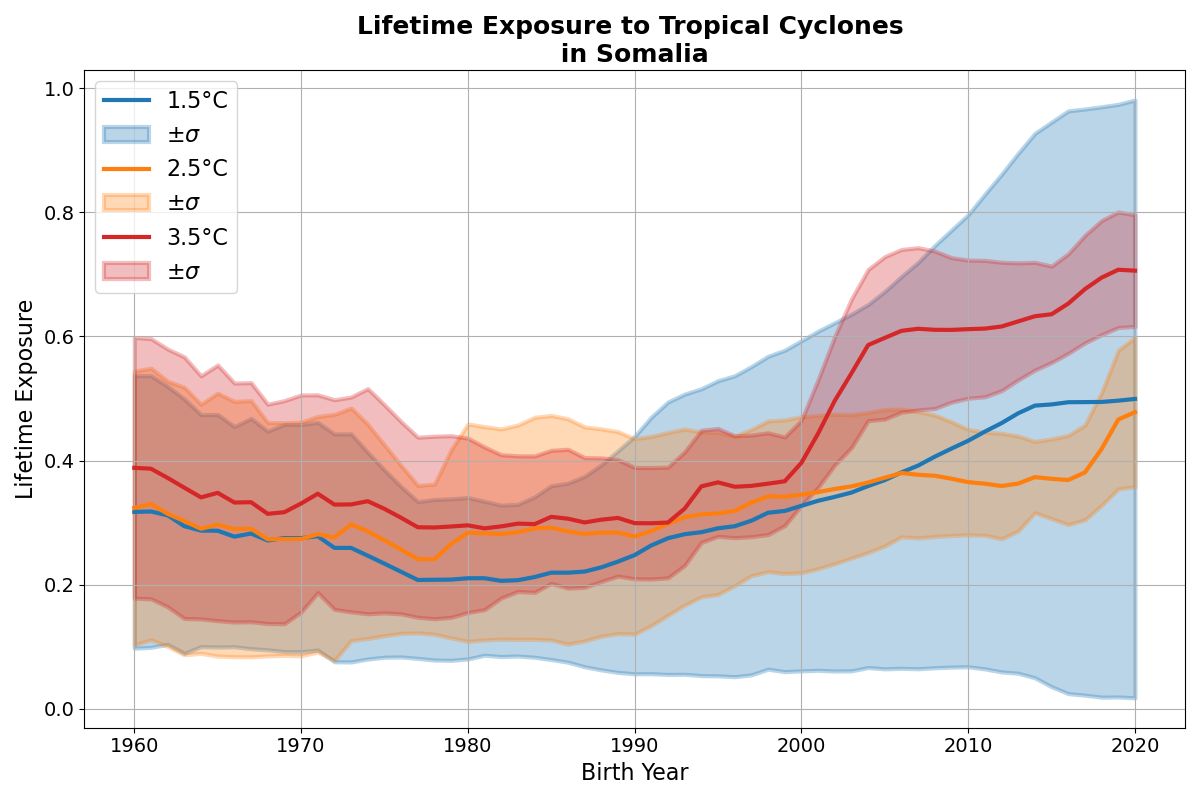 Lifetime Exposure to Tropical Cyclones
in Somalia
1.5°C
±σ
2.5°C
±σ
3.5°C
±σ
Lifetime Exposure
1.0
0.8
0.6
0.4
0.2
0.0
1960 1970 1980 1990 2000 2010 2020
Birth Year